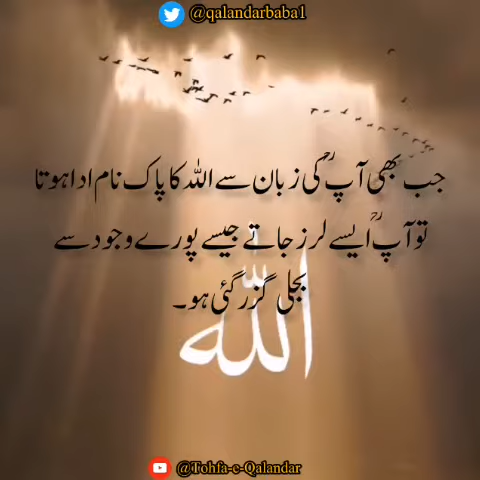 @qalandarbaba1
جب بھی آپؒ کی زبان سے اللہ کا پاک نام ادا ہوتا
تو آپؒ ایسے لرز جاتے جیسے پورے وجود سے
بجلی گزر گئی ہو۔
اللہ
@Tohfa-e-Qalandar